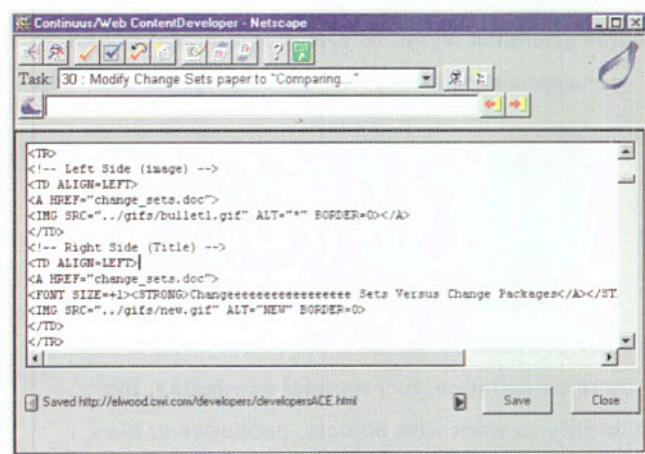 Continuus/Web ContentDeveloper - Netscape
Task: 30 : Modify Change Sets paper to "Comparing..."
<TR>
<!-- Left Side (image) -->
<TD ALIGN=LEFT>
<A HREF="change_sets.doc">
<IMG SRC="../gifs/bullet1.gif" ALT="*" BORDER=0></A>
</TD>
<!-- Right Side (Title) -->
<TD ALIGN=LEFT>
<A HREF="change_sets.doc">
<FONT SIZE=+1><STRONG>Changeeeeeeeeeeeeeeeeee Sets Versus Change Packages</A></ST
<IMG SRC="../gifs/new.gif" ALT="NEW" BORDER=0>
</TD>
</TR>
Saved http://elwood.cwi.com/developers/developersACE.html
Save
Close